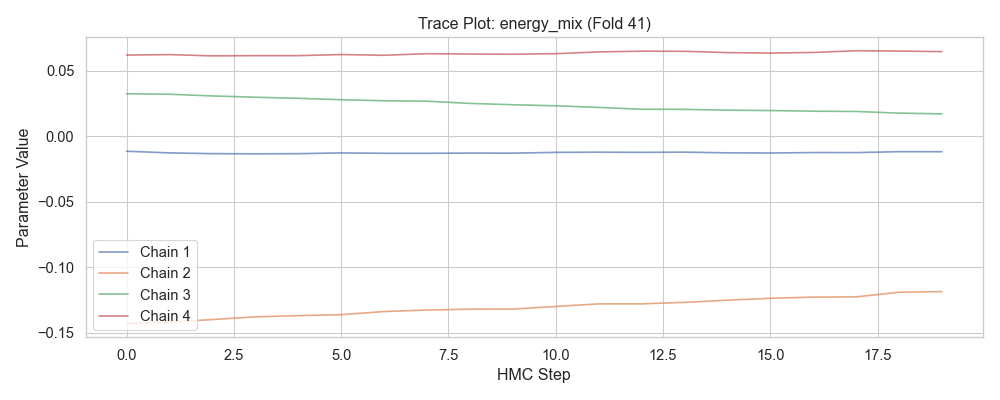 Trace Plot: energy_mix (Fold 41)
Parameter Value
0.05
0.00
−0.05
−0.10
−0.15
Chain 1
Chain 2
Chain 3
Chain 4
0.0 2.5 5.0 7.5 10.0 12.5 15.0 17.5
HMC Step